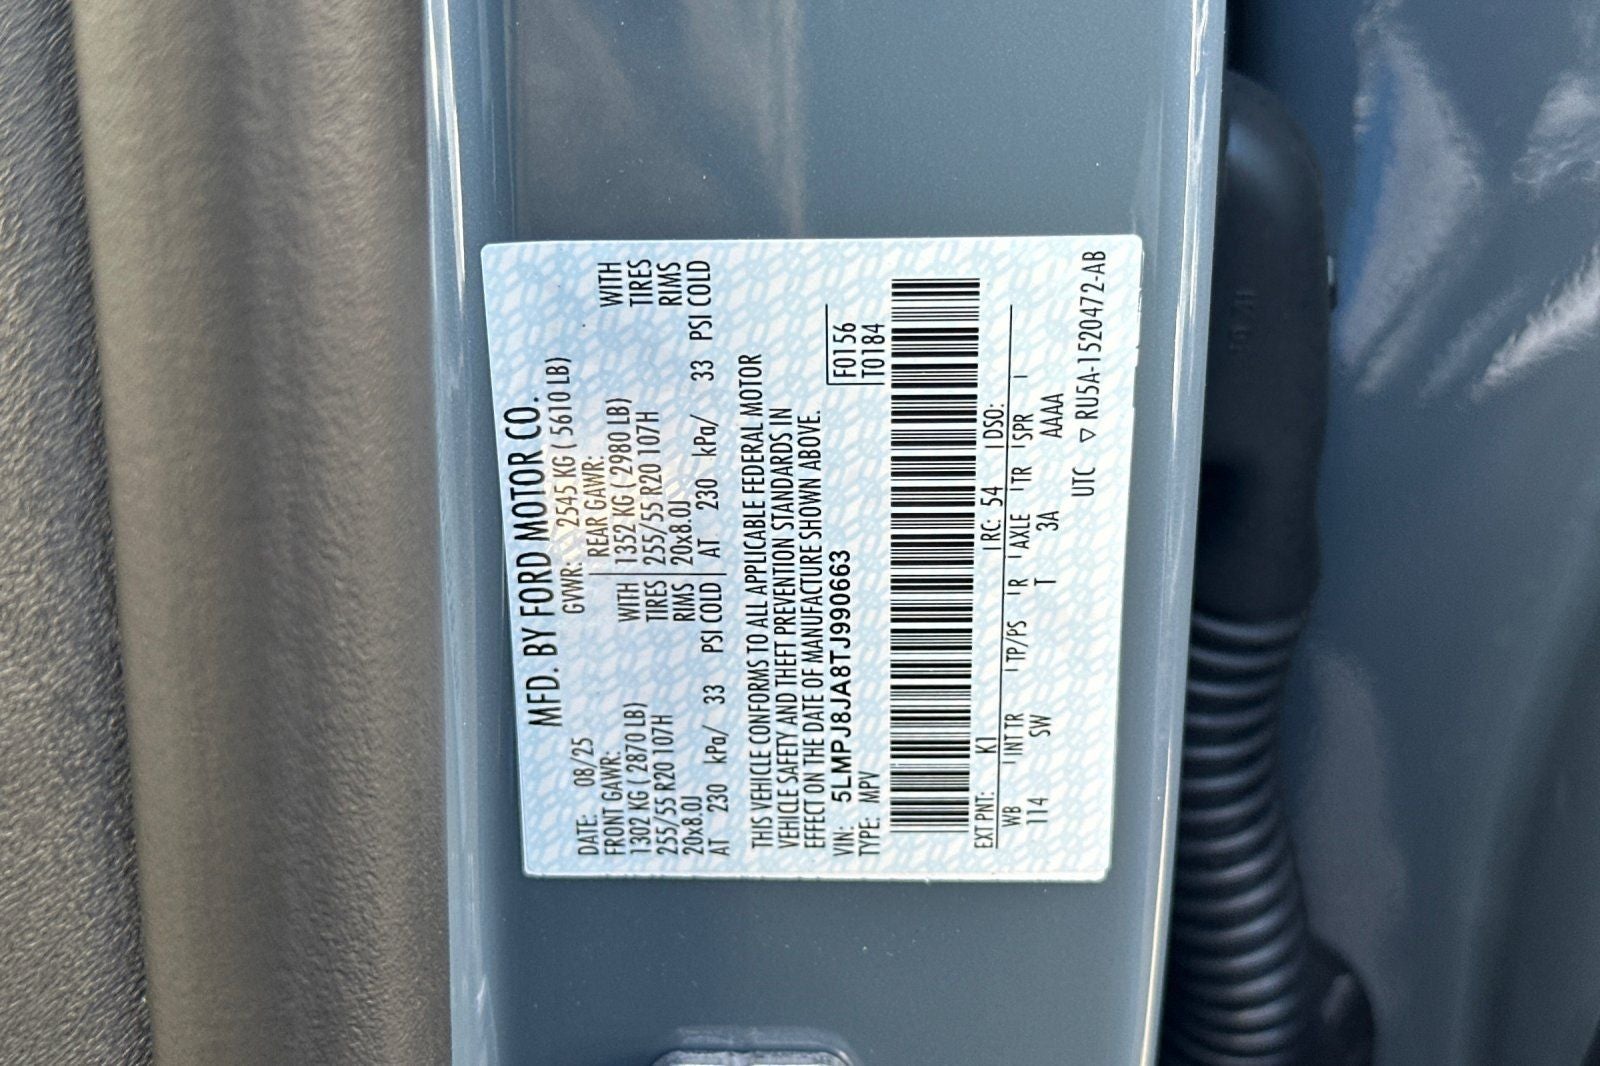 MFD. BY FORD MOTOR CO.
DATE: 08/25 GVWR: 2545 KG ( 5610 LB)
FRONT GAWR: REAR GAWR:
1302 KG ( 2870 LB) WITH 1352 KG ( 2980 LB) WITH
255/55 R20 107H TIRES 255/55 R20 107H TIRES
20x8.0J RIMS 20x8.0J RIMS
AT 230 kPa/ 33 PSI COLD AT 230 kPa/ 33 PSI COLD
THIS VEHICLE CONFORMS TO ALL APPLICABLE FEDERAL MOTOR
VEHICLE SAFETY AND THEFT PREVENTION STANDARDS IN
EFFECT ON THE DATE OF MANUFACTURE SHOWN ABOVE.
VIN: 5LMPJ8JA8TJ990663 F0156
TYPE: MPV T0184
EXT PNT: K1 RC: 54 DSO:
WB INT TR TP/PS R AXLE TR SPR
114 SW T 3A AAAA
UTC ▽ RU5A-1520472-AB